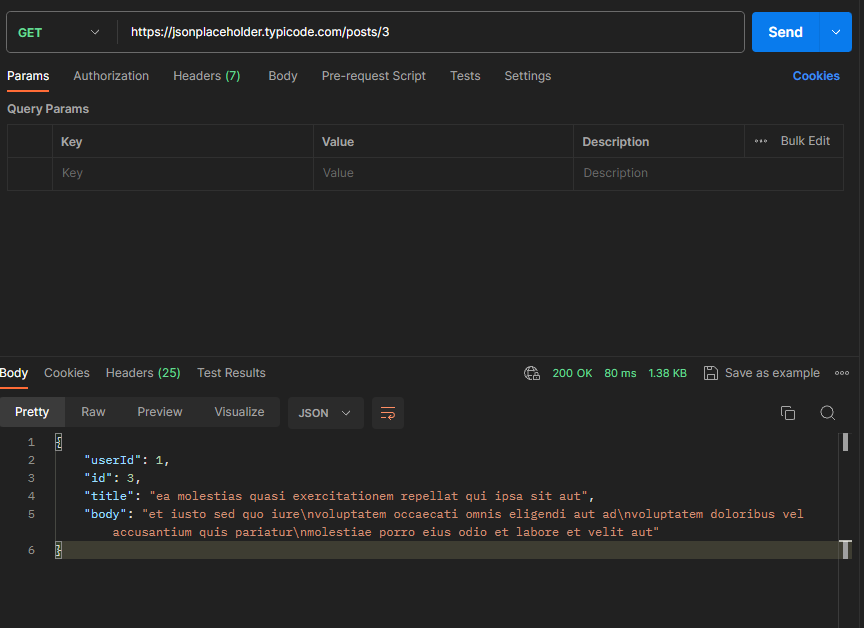 GET https://jsonplaceholder.typicode.com/posts/3 Send
Params Authorization Headers (7) Body Pre-request Script Tests Settings Cookies
Query Params
Key Value Description Bulk Edit
Key Value Description
Body Cookies Headers (25) Test Results 200 OK 80 ms 1.38 KB Save as example
Pretty Raw Preview Visualize JSON
1 {
2 "userId": 1,
3 "id": 3,
4 "title": "ea molestias quasi exercitationem repellat qui ipsa sit aut",
5 "body": "et iusto sed quo iure\nvoluptatem occaecati omnis eligendi aut ad\nvoluptatem doloribus vel
accusantium quis pariatur\nmolestiae porro eius odio et labore et velit aut"
6 }